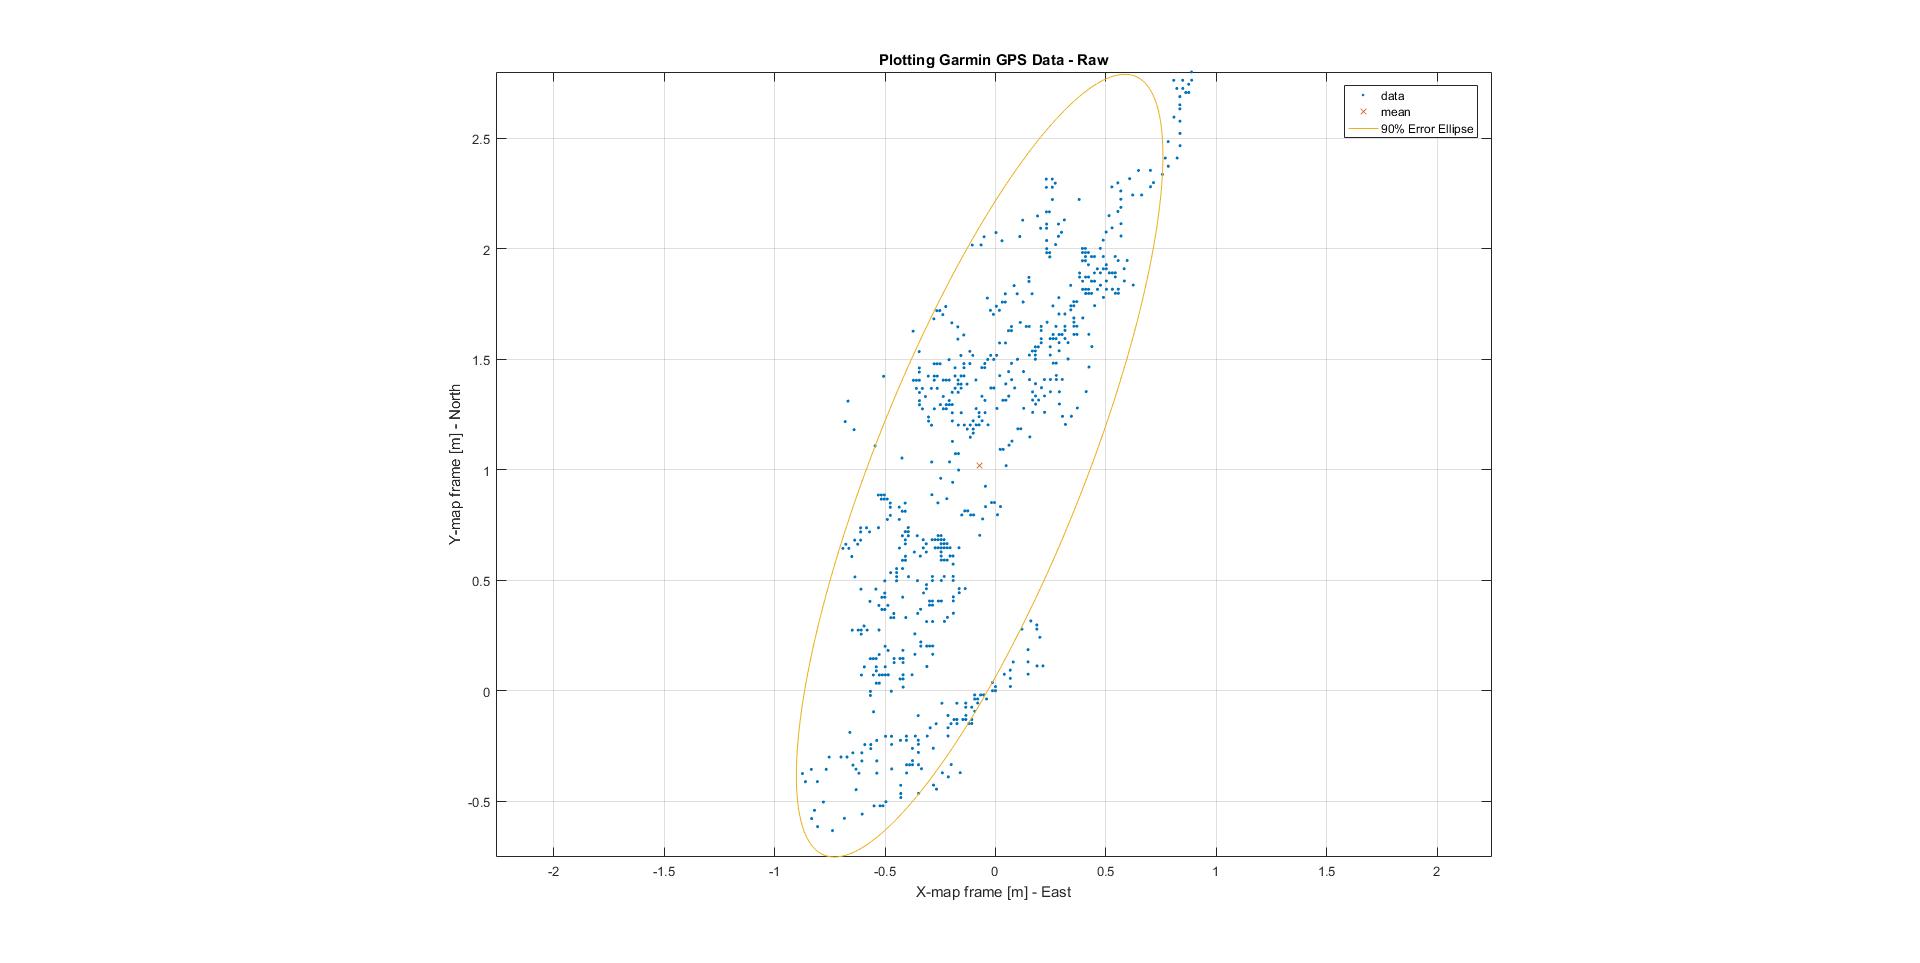 Plotting Garmin GPS Data - Raw
data
mean
90% Error Ellipse
Y-map frame [m] - North
2.5
2
1.5
1
0.5
0
-0.5
-2
-1.5
-1
-0.5
0
0.5
1
1.5
2
X-map frame [m] - East